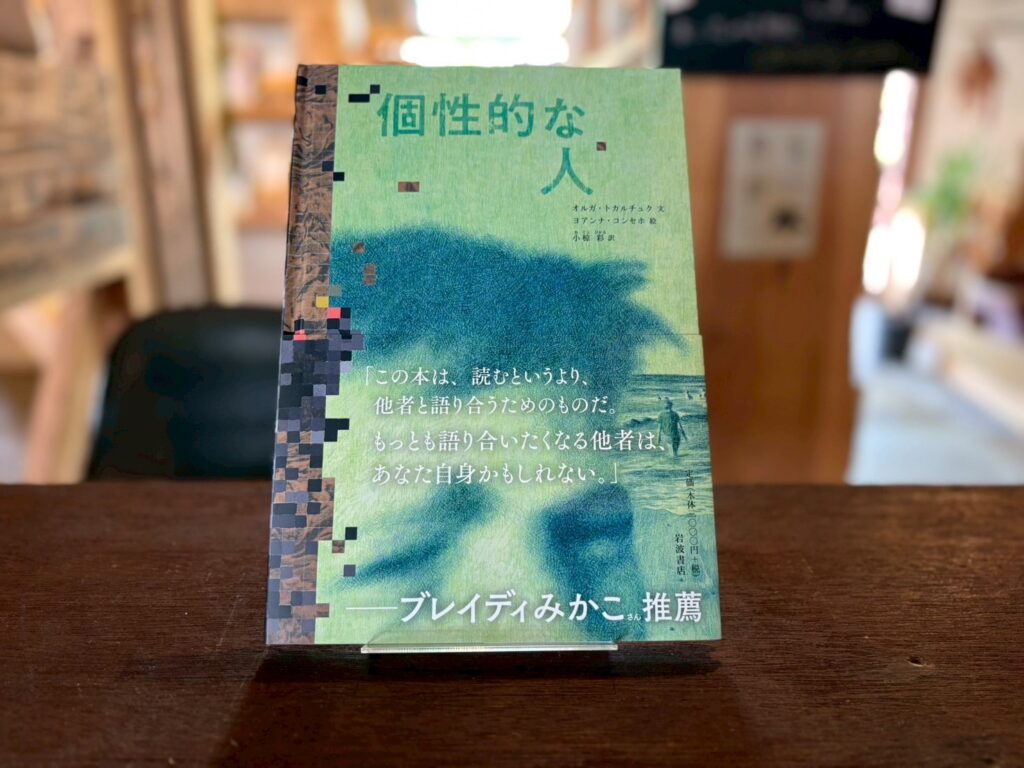 個性的な
人
オルガ・トカルチュク 文
ヨアンナ・コンセホ 絵
小椋 彩 訳
「この本は、読むというより、
他者と語り合うためのものだ。
もっとも語り合いたくなる他者は、
あなた自身かもしれない。」
岩波書店
──ブレイディみかこさん推薦